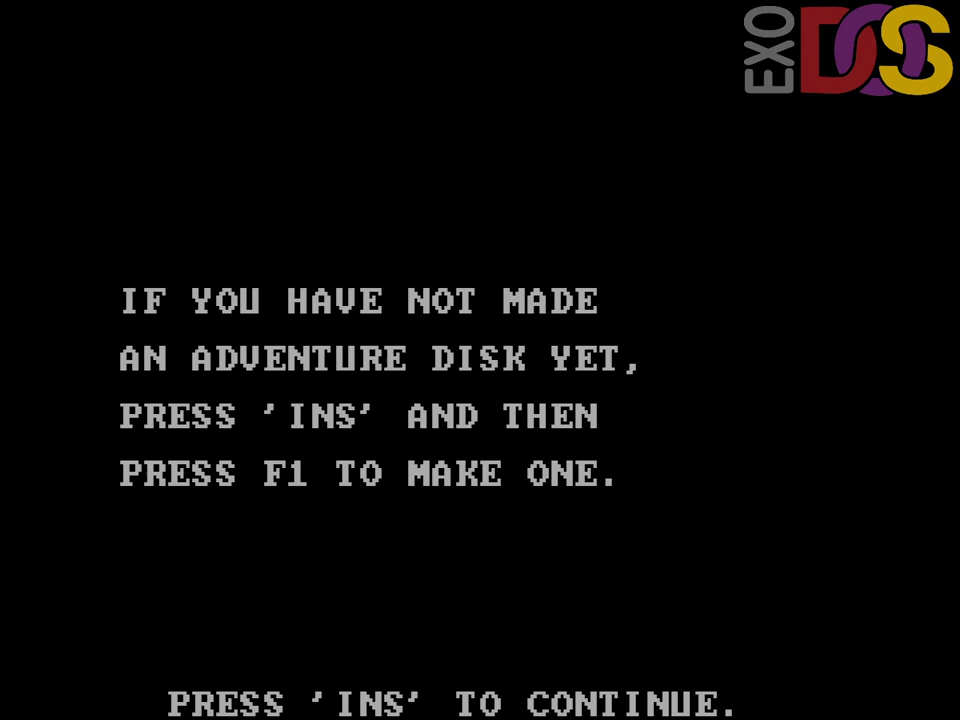 EXO DOS
IF YOU HAVE NOT MADE
AN ADVENTURE DISK YET,
PRESS 'INS' AND THEN
PRESS F1 TO MAKE ONE.
PRESS 'INS' TO CONTINUE.